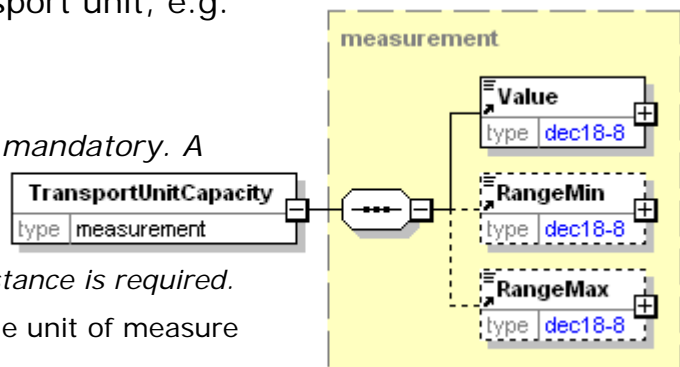 sport unit, e.g.
measurement
Value
type dec18-8
mandatory. A
TransportUnitCapacity
type measurement
RangeMin
type dec18-8
stance is required.
RangeMax
e unit of measure
type dec18-8